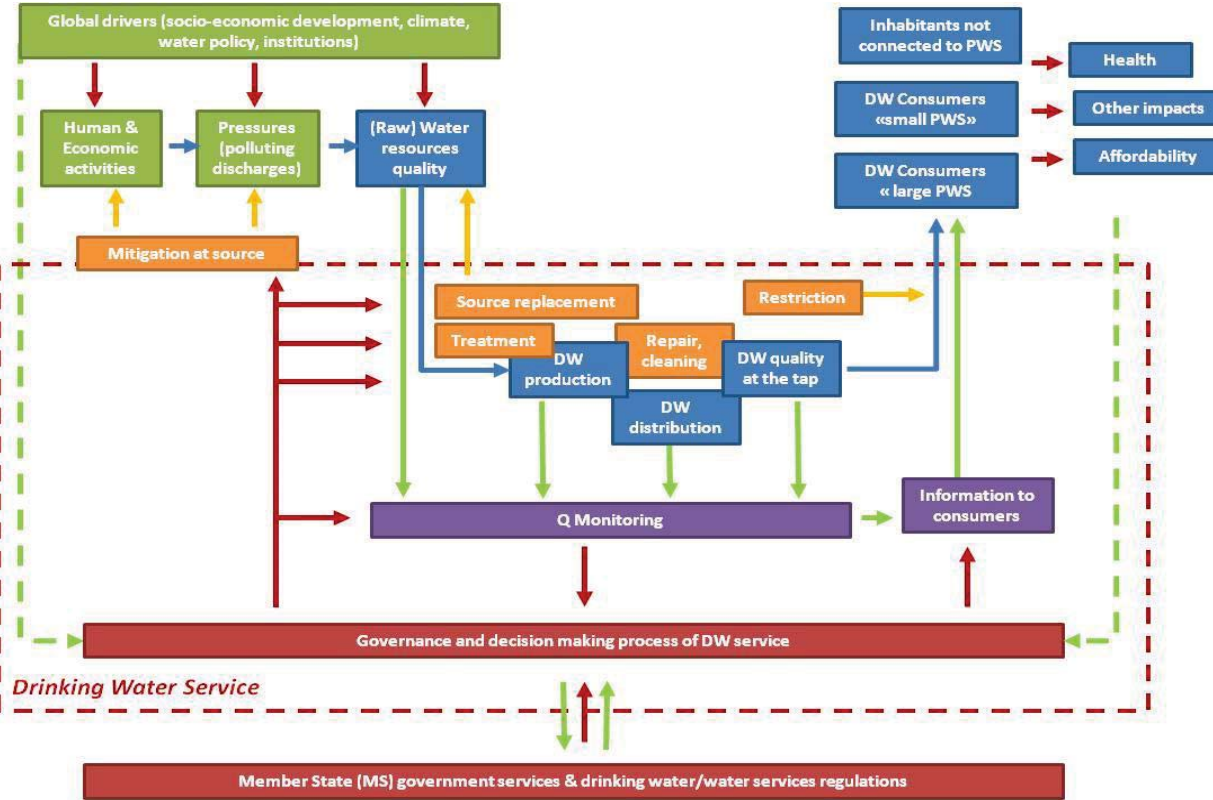 Global drivers (socio-economic development, climate,
water policy, institutions)
Inhabitants not
connected to PWS
Health
DW Consumers
«small PWS»
Other impacts
DW Consumers
« large PWS
Affordability
Human &
Economic
activities
Pressures
(polluting
discharges)
(Raw) Water
resources
quality
Mitigation at source
Source replacement
Restriction
Treatment
Repair,
cleaning
DW
production
DW quality
at the tap
DW
distribution
Q Monitoring
Information to
consumers
Governance and decision making process of DW service
Drinking Water Service
Member State (MS) government services & drinking water/water services regulations